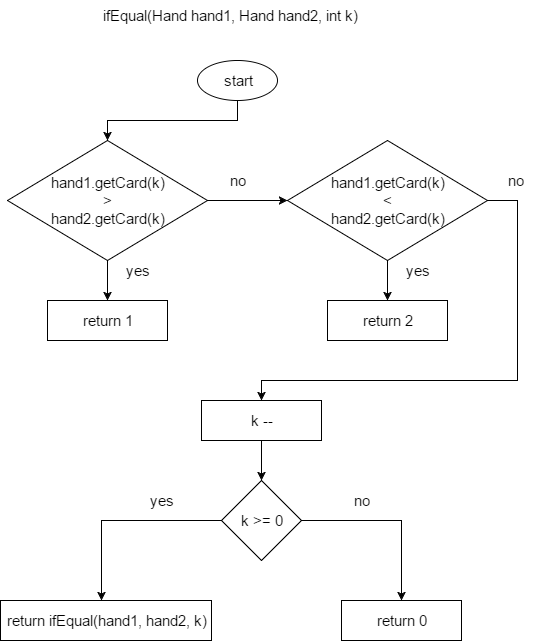 ifEqual(Hand hand1, Hand hand2, int k)
start
hand1.getCard(k)
>
hand2.getCard(k)
no
hand1.getCard(k)
<
hand2.getCard(k)
no
yes
yes
return 1
return 2
k --
yes
k >= 0
no
return ifEqual(hand1, hand2, k)
return 0